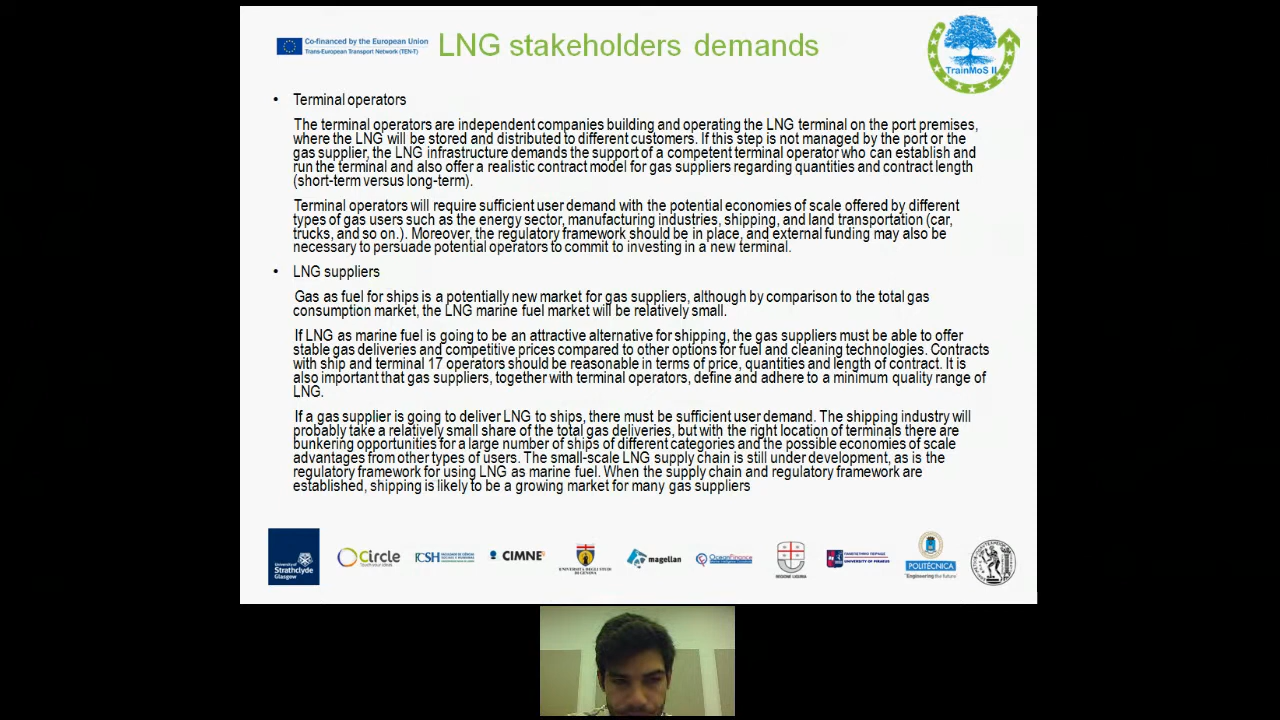 Co-financed by the European Union
Trans-European Transport Network (TEN-T)
LNG stakeholders demands
TrainMoS II
• Terminal operators
The terminal operators are independent companies building and operating the LNG terminal on the port premises,
where the LNG will be stored and distributed to different customers. If this step is not managed by the port or the
gas supplier, the LNG infrastructure demands the support of a competent terminal operator who can establish and
run the terminal and also offer a realistic contract model for gas suppliers regarding quantities and contract length
(short-term versus long-term).
Terminal operators will require sufficient user demand with the potential economies of scale offered by different
types of gas users such as the energy sector, manufacturing industries, shipping, and land transportation (car,
trucks, and so on.). Moreover, the regulatory framework should be in place, and external funding may also be
necessary to persuade potential operators to commit to investing in a new terminal.
• LNG suppliers
Gas as fuel for ships is a potentially new market for gas suppliers, although by comparison to the total gas
consumption market, the LNG marine fuel market will be relatively small.
If LNG as marine fuel is going to be an attractive alternative for shipping, the gas suppliers must be able to offer
stable gas deliveries and competitive prices compared to other options for fuel and cleaning technologies. Contracts
with ship and terminal 17 operators should be reasonable in terms of price, quantities and length of contract. It is
also important that gas suppliers, together with terminal operators, define and adhere to a minimum quality range of
LNG.
If a gas supplier is going to deliver LNG to ships, there must be sufficient user demand. The shipping industry will
probably take a relatively small share of the total gas deliveries, but with the right location of terminals there are
bunkering opportunities for a large number of ships of different categories and the possible economies of scale
advantages from other types of users. The small-scale LNG supply chain is still under development, as is the
regulatory framework for using LNG as marine fuel. When the supply chain and regulatory framework are
established, shipping is likely to be a growing market for many gas suppliers
University of
Strathclyde
Glasgow
Circle
FCSH
CIMNE
UNIVERSITÀ DEGLI STUDI
DI GENOVA
magellan
OceanFinance
REGIONE LIGURIA
ΠΑΝΕΠΙΣΤΗΜΙΟ ΠΕΙΡΑΙΩΣ
UNIVERSITY OF PIRAEUS
POLITÉCNICA
"Engineering the future"